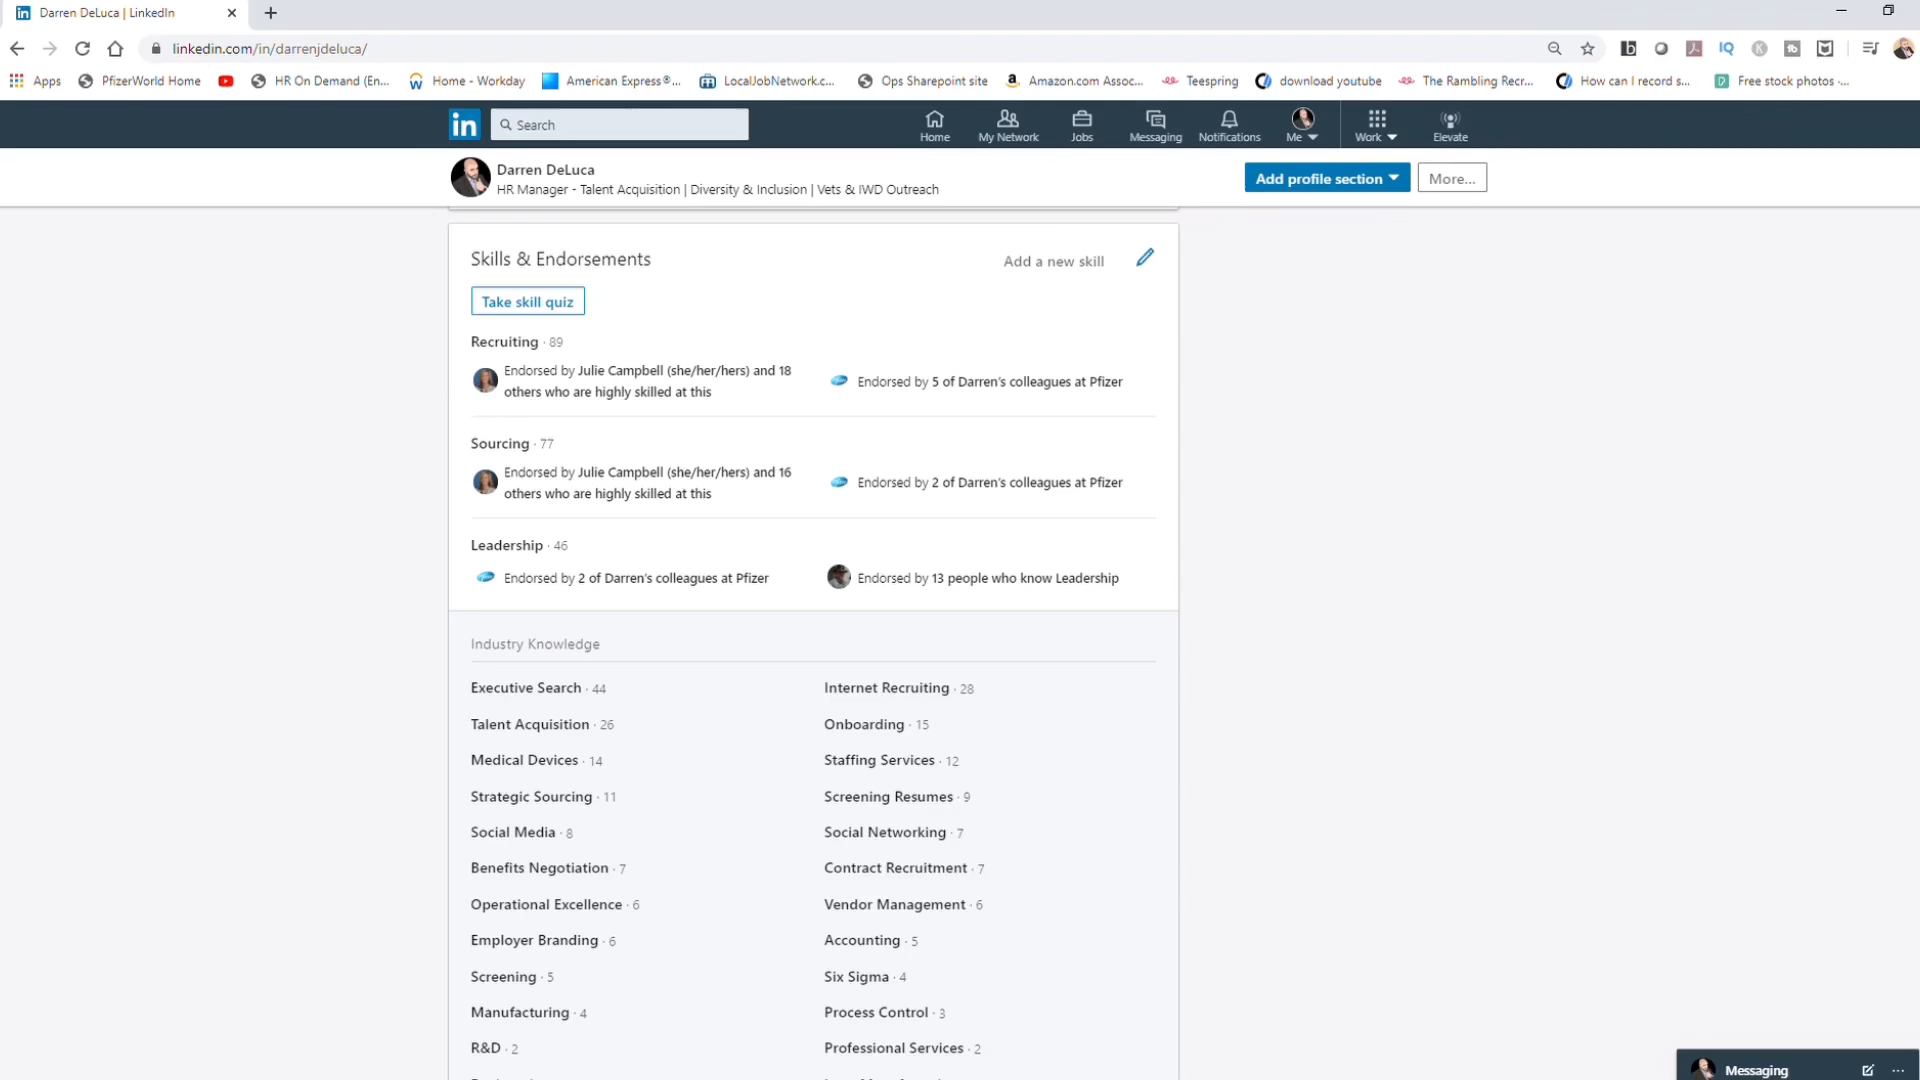 Darren DeLuca | LinkedIn
linkedin.com/in/darrenjdeluca/
Apps PfizerWorld Home HR On Demand (En... Home - Workday American Express®... LocalJobNetwork.c... Ops Sharepoint site Amazon.com Assoc... Teespring download youtube The Rambling Recr... How can I record s... Free stock photos ·...
in Search Home My Network Jobs Messaging Notifications Me Work Elevate
Darren DeLuca
HR Manager - Talent Acquisition | Diversity & Inclusion | Vets & IWD Outreach
Add profile section More...
Skills & Endorsements Add a new skill
Take skill quiz
Recruiting · 89
Endorsed by Julie Campbell (she/her/hers) and 18
others who are highly skilled at this
Endorsed by 5 of Darren's colleagues at Pfizer
Sourcing · 77
Endorsed by Julie Campbell (she/her/hers) and 16
others who are highly skilled at this
Endorsed by 2 of Darren's colleagues at Pfizer
Leadership · 46
Endorsed by 2 of Darren's colleagues at Pfizer
Endorsed by 13 people who know Leadership
Industry Knowledge
Executive Search · 44 Internet Recruiting · 28
Talent Acquisition · 26 Onboarding · 15
Medical Devices · 14 Staffing Services · 12
Strategic Sourcing · 11 Screening Resumes · 9
Social Media · 8 Social Networking · 7
Benefits Negotiation · 7 Contract Recruitment · 7
Operational Excellence · 6 Vendor Management · 6
Employer Branding · 6 Accounting · 5
Screening · 5 Six Sigma · 4
Manufacturing · 4 Process Control · 3
R&D · 2 Professional Services · 2
Messaging